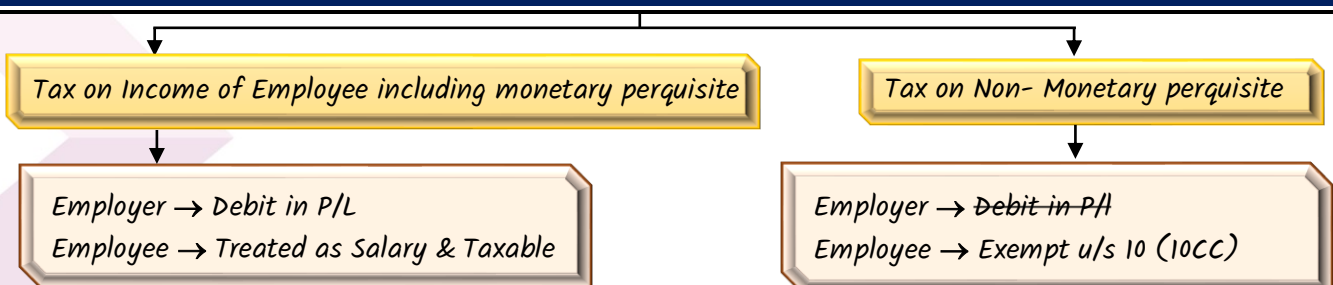 Tax on Income of Employee including monetary perquisite
Tax on Non- Monetary perquisite
Employer → Debit in P/L
Employee → Treated as Salary & Taxable
Employer → Debit in P/l
Employee → Exempt u/s 10 (10CC)